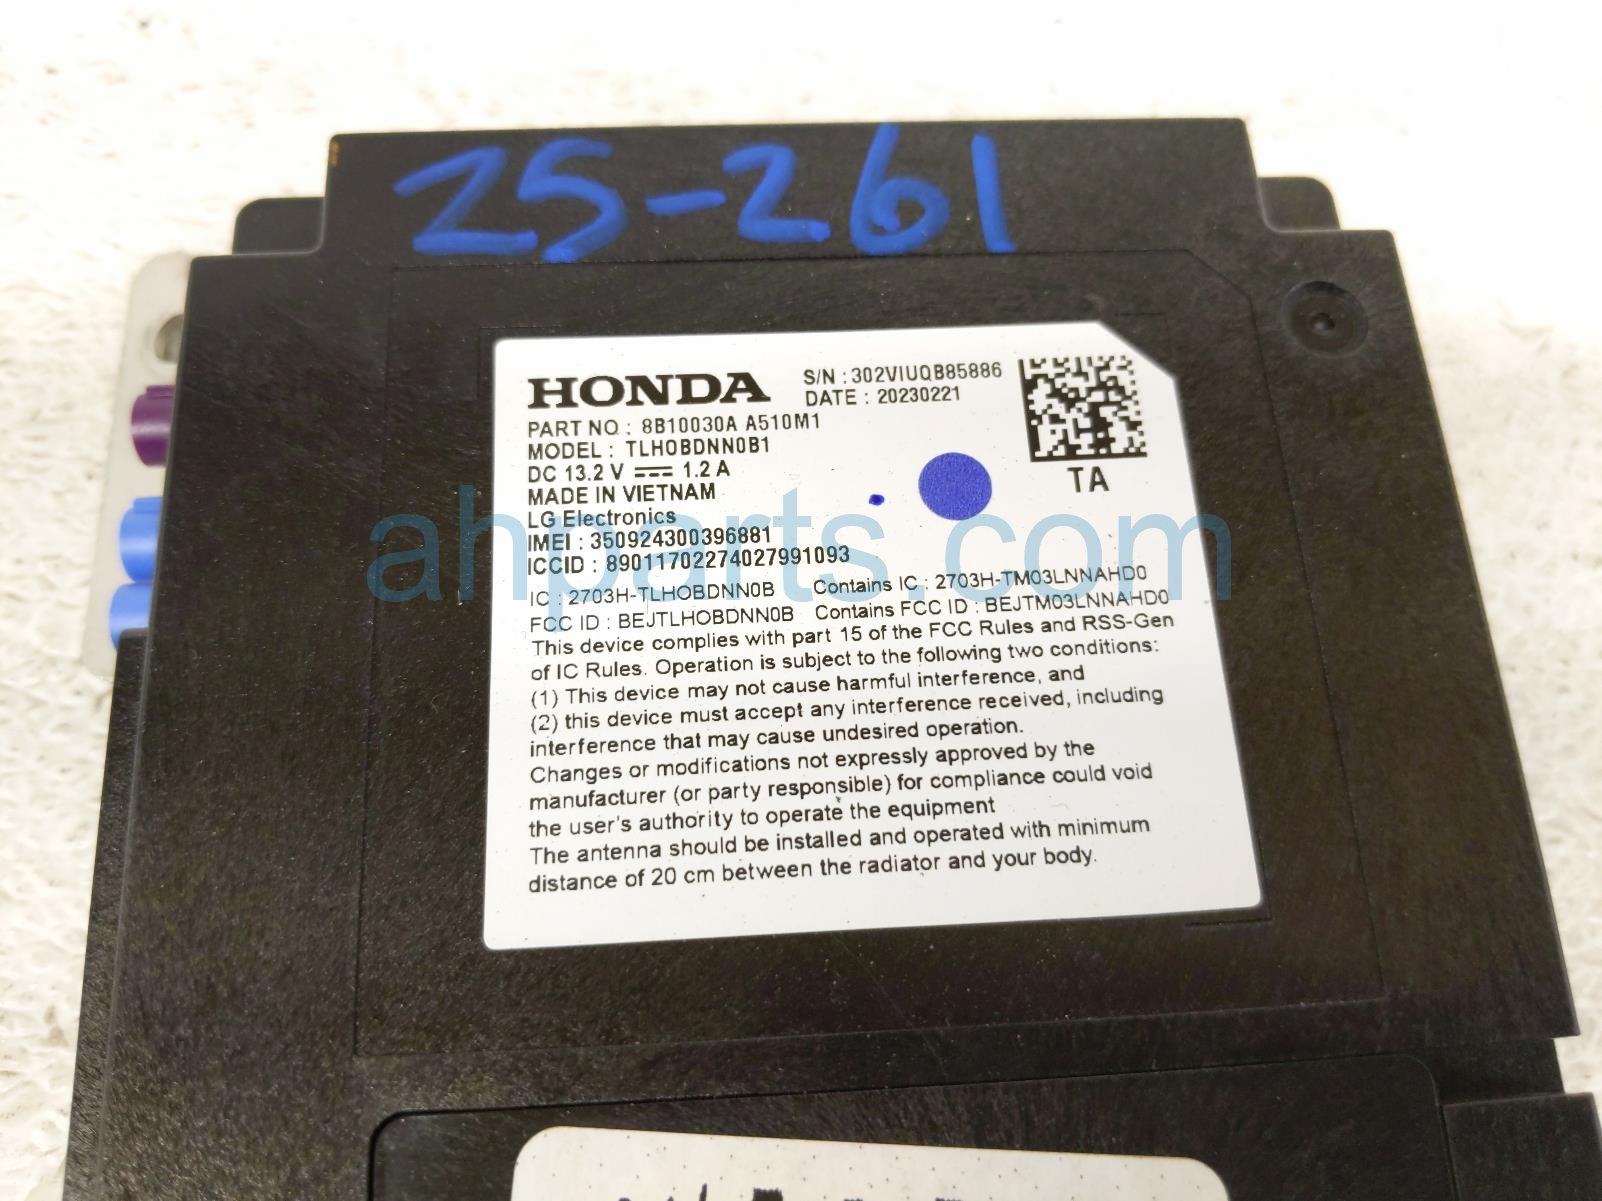 25-261
HONDA
S/N : 302VIUQB85886
DATE : 20230221
PART NO : 8B10030A A510M1
MODEL : TLHOBDNN0B1
DC 13.2 V ⎓ 1.2 A
MADE IN VIETNAM
LG Electronics
IMEI : 350924300396881
ICCID : 89011702274027991093
TA
IC : 2703H-TLHOBDNN0B Contains IC : 2703H-TM03LNNAHD0
FCC ID : BEJTLHOBDNN0B Contains FCC ID : BEJTM03LNNAHD0
This device complies with part 15 of the FCC Rules and RSS-Gen
of IC Rules. Operation is subject to the following two conditions:
(1) This device may not cause harmful interference, and
(2) this device must accept any interference received, including
interference that may cause undesired operation.
Changes or modifications not expressly approved by the
manufacturer (or party responsible) for compliance could void
the user's authority to operate the equipment
The antenna should be installed and operated with minimum
distance of 20 cm between the radiator and your body.
ahparts.com